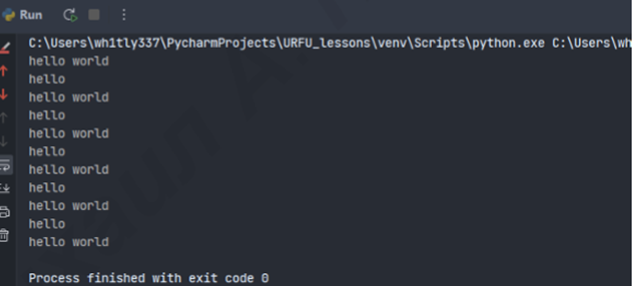 Run
C:\Users\wh1tly337\PycharmProjects\URFU_lessons\venv\Scripts\python.exe C:\Users\wh
hello world
hello
hello world
hello
hello world
hello
hello world
hello
hello world
hello
hello world
Process finished with exit code 0